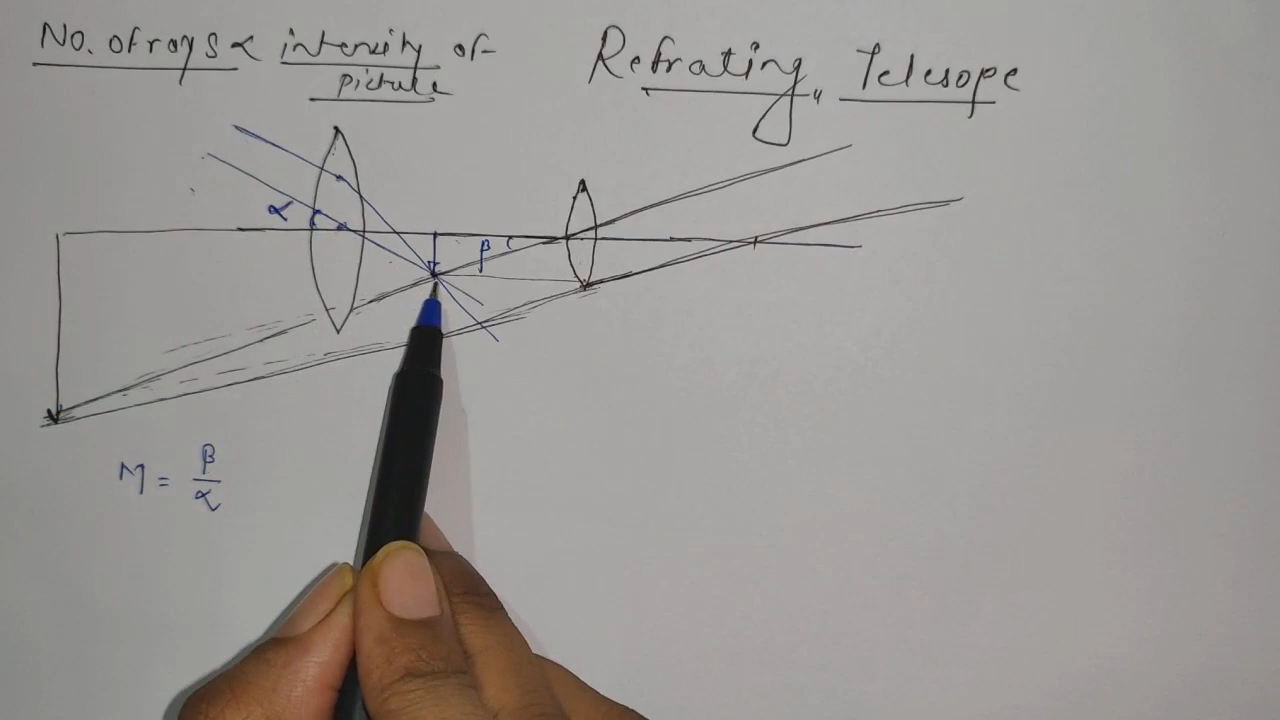 No. of rays ∝ intensity of
picture
Refrating Telesope
α
β
M = β/α